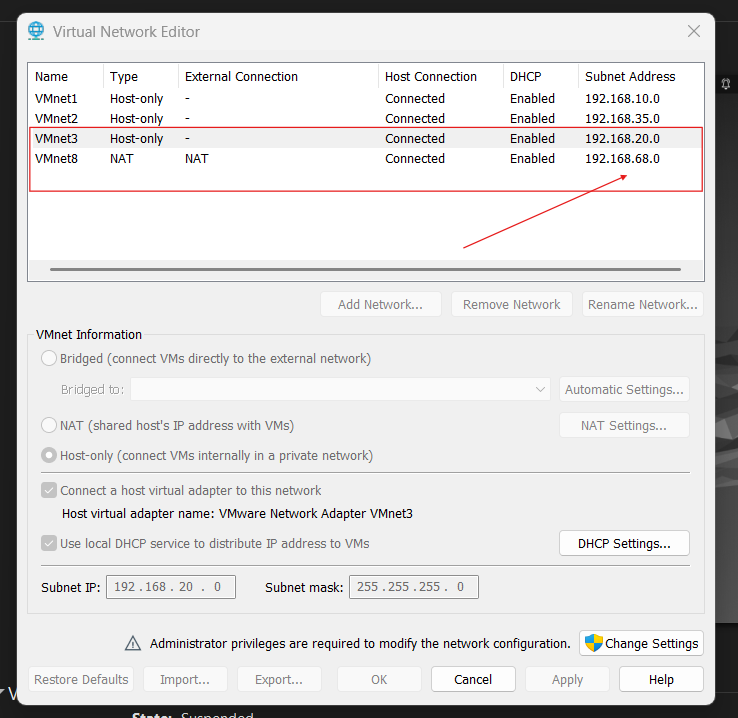 Virtual Network Editor
Name Type External Connection Host Connection DHCP Subnet Address
VMnet1 Host-only - Connected Enabled 192.168.10.0
VMnet2 Host-only - Connected Enabled 192.168.35.0
VMnet3 Host-only - Connected Enabled 192.168.20.0
VMnet8 NAT NAT Connected Enabled 192.168.68.0
Add Network... Remove Network Rename Network...
VMnet Information
Bridged (connect VMs directly to the external network)
Bridged to: Automatic Settings...
NAT (shared host's IP address with VMs) NAT Settings...
Host-only (connect VMs internally in a private network)
Connect a host virtual adapter to this network
Host virtual adapter name: VMware Network Adapter VMnet3
Use local DHCP service to distribute IP address to VMs DHCP Settings...
Subnet IP: 192 . 168 . 20 . 0 Subnet mask: 255 . 255 . 255 . 0
Administrator privileges are required to modify the network configuration. Change Settings
Restore Defaults Import... Export... OK Cancel Apply Help
State: Suspended